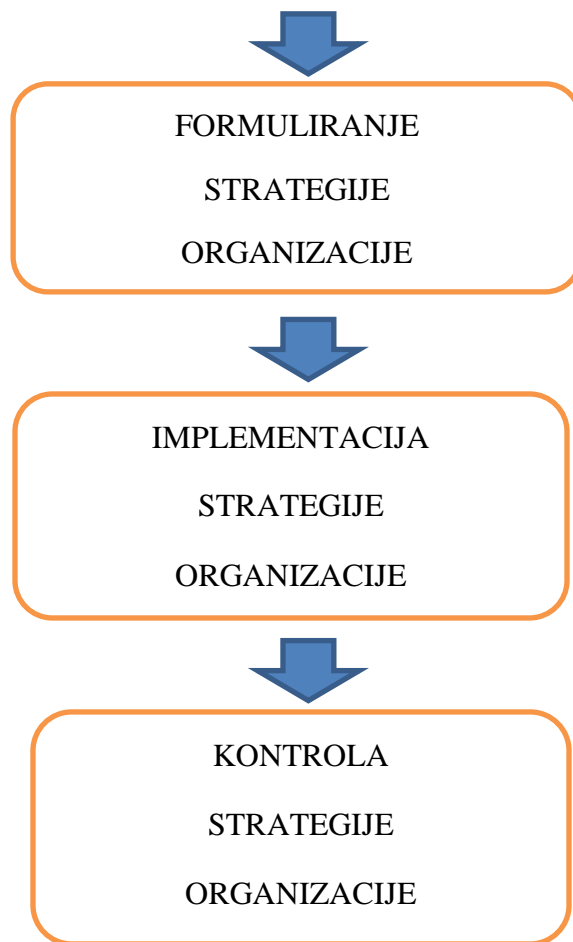 FORMULIRANJE
STRATEGIJE
ORGANIZACIJE
IMPLEMENTACIJA
STRATEGIJE
ORGANIZACIJE
KONTROLA
STRATEGIJE
ORGANIZACIJE